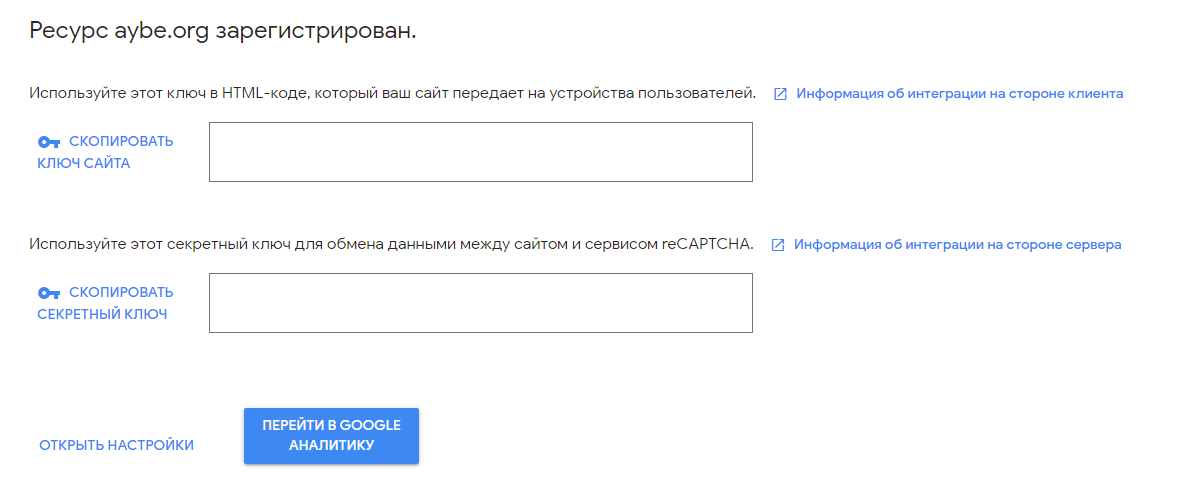 Ресурс aybe.org зарегистрирован.
Используйте этот ключ в HTML-коде, который ваш сайт передает на устройства пользователей. Информация об интеграции на стороне клиента
СКОПИРОВАТЬ
КЛЮЧ САЙТА
Используйте этот секретный ключ для обмена данными между сайтом и сервисом reCAPTCHA. Информация об интеграции на стороне сервера
СКОПИРОВАТЬ
СЕКРЕТНЫЙ КЛЮЧ
ОТКРЫТЬ НАСТРОЙКИ
ПЕРЕЙТИ В GOOGLE
АНАЛИТИКУ